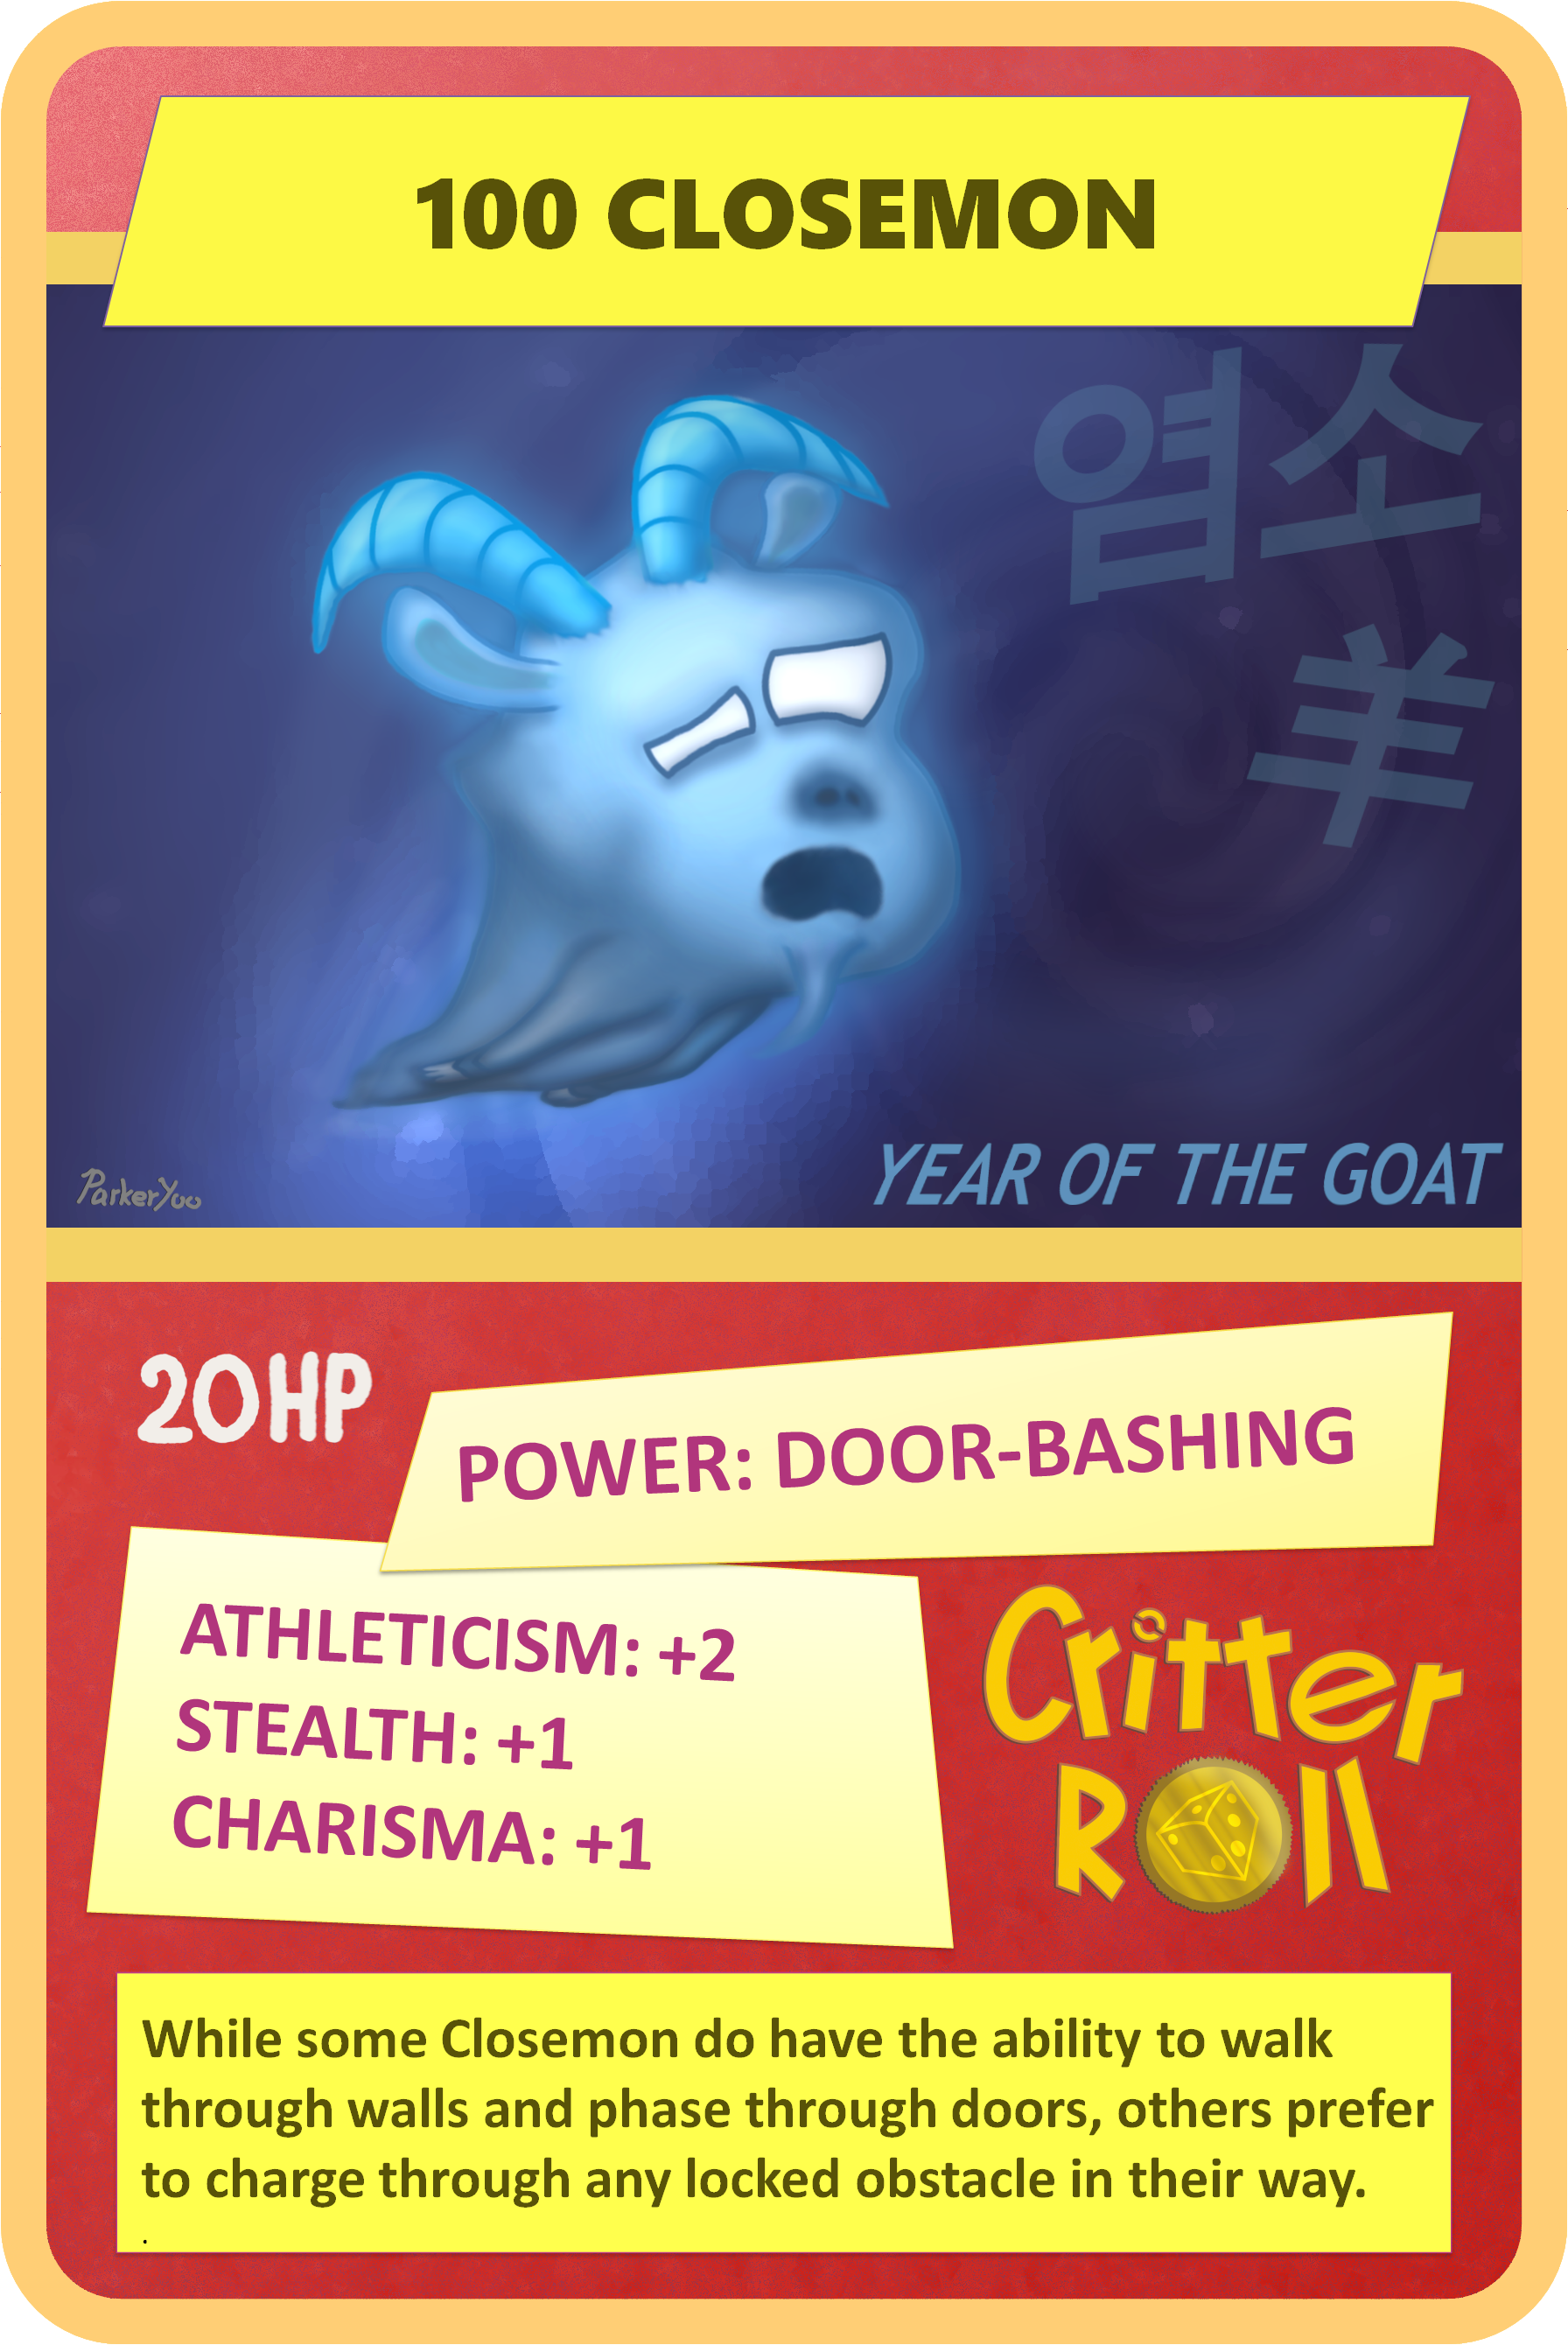 100 CLOSEMON
염소
羊
YEAR OF THE GOAT
ParkerYoo
20HP
POWER: DOOR-BASHING
ATHLETICISM: +2
STEALTH: +1
CHARISMA: +1
Critter
Roll
While some Closemon do have the ability to walk
through walls and phase through doors, others prefer
to charge through any locked obstacle in their way.
.